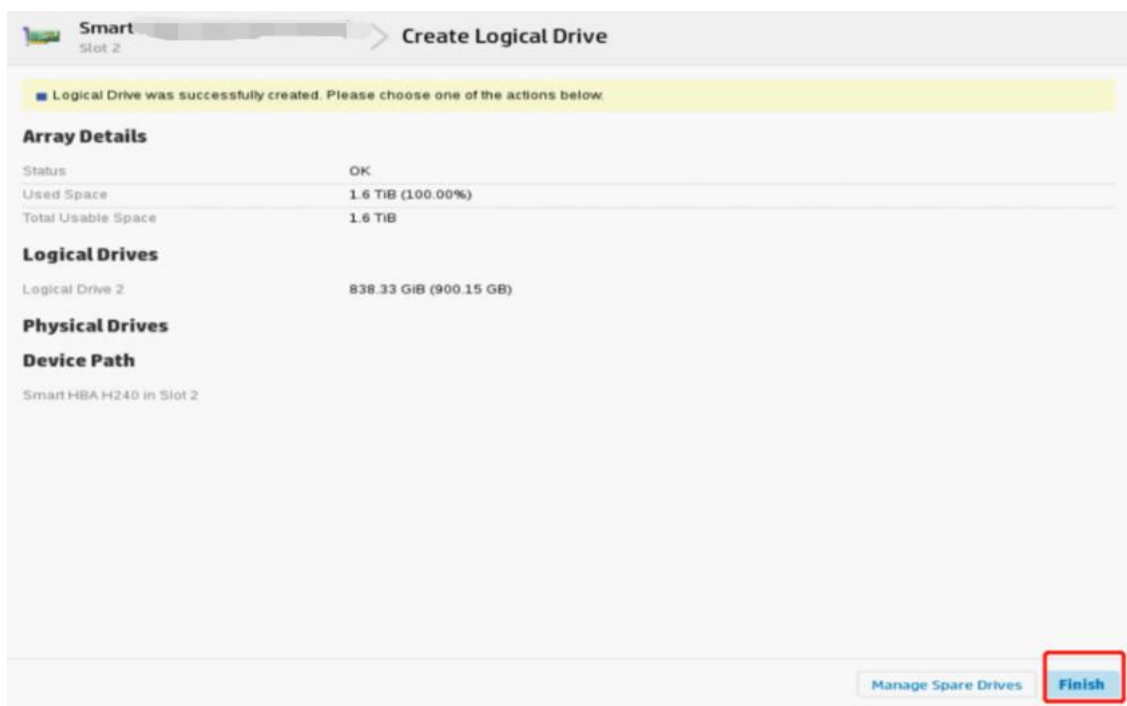 Smart
Slot 2
Create Logical Drive
Logical Drive was successfully created. Please choose one of the actions below.
Array Details
Status OK
Used Space 1.6 TiB (100.00%)
Total Usable Space 1.6 TiB
Logical Drives
Logical Drive 2 838.33 GiB (900.15 GB)
Physical Drives
Device Path
Smart HBA H240 in Slot 2
Manage Spare Drives Finish